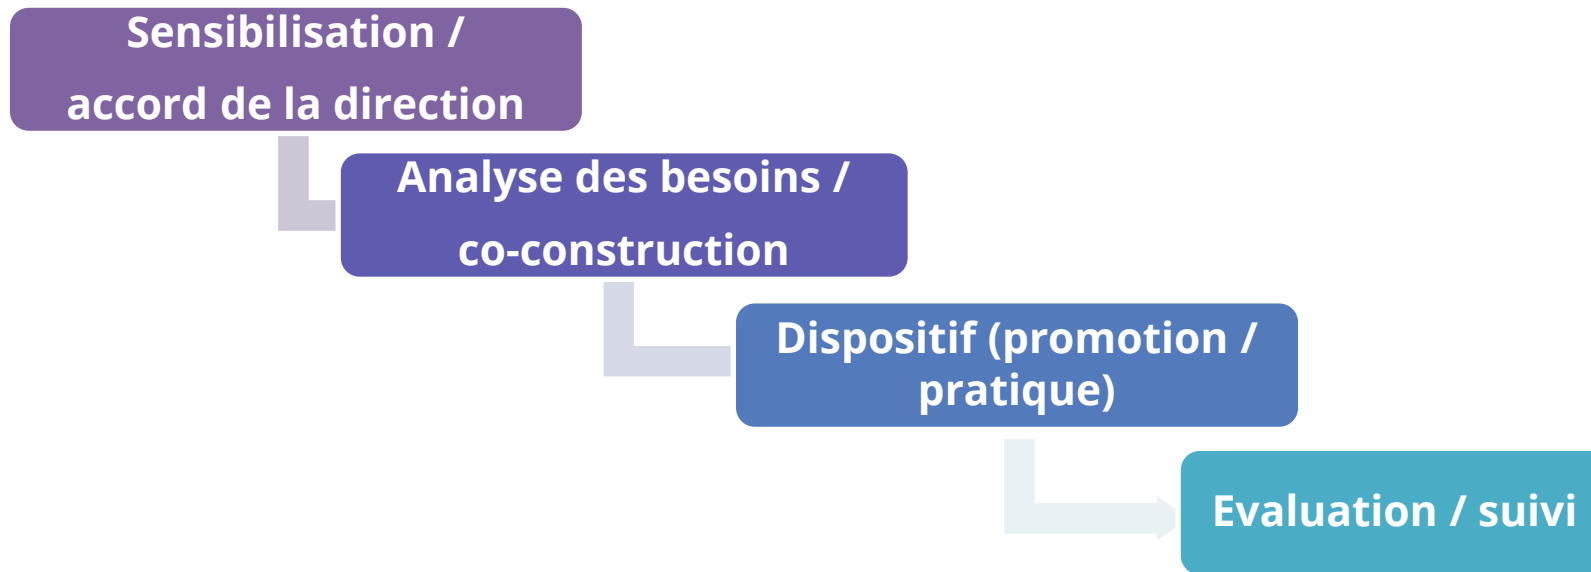 Sensibilisation /
accord de la direction
Analyse des besoins /
co-construction
Dispositif (promotion /
pratique)
Evaluation / suivi